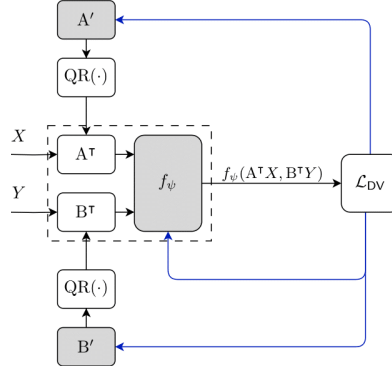 A′
QR(·)
X
A⊺
f_ψ
f_ψ(A⊺X, B⊺Y)
ℒ_DV
Y
B⊺
QR(·)
B′